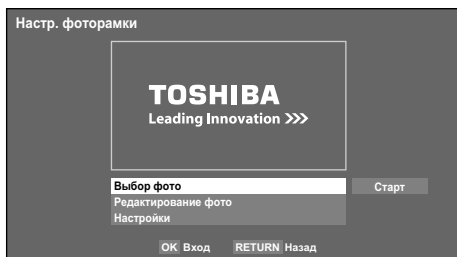 Настр. фоторамки
TOSHIBA
Leading Innovation >>>
Выбор фото
Старт
Редактирование фото
Настройки
OK Вход RETURN Назад